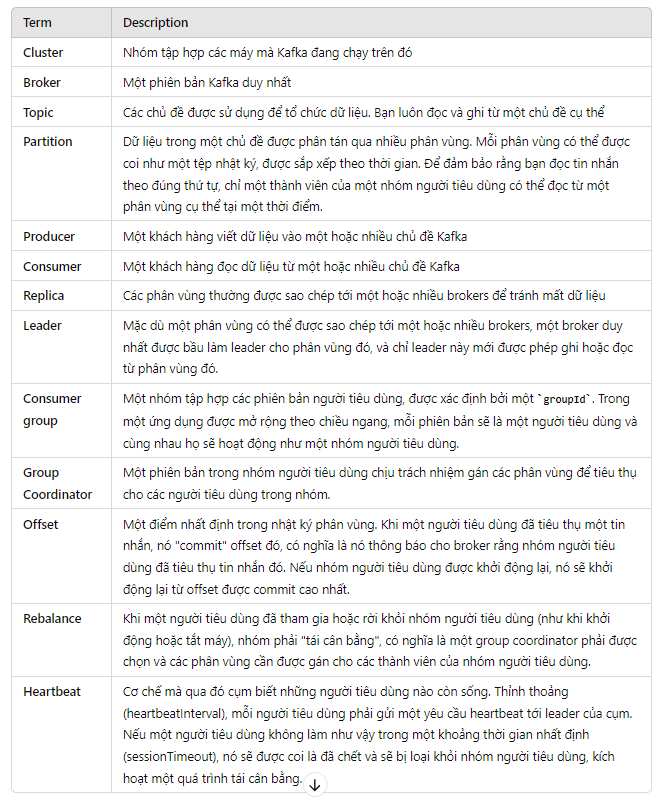 Term Description
Cluster Nhóm tập hợp các máy mà Kafka đang chạy trên đó
Broker Một phiên bản Kafka duy nhất
Topic Các chủ đề được sử dụng để tổ chức dữ liệu. Bạn luôn đọc và ghi từ một chủ đề cụ thể
Partition Dữ liệu trong một chủ đề được phân tán qua nhiều phân vùng. Mỗi phân vùng có thể được
coi như một tệp nhật ký, được sắp xếp theo thời gian. Để đảm bảo rằng bạn đọc tin nhắn
theo đúng thứ tự, chỉ một thành viên của một nhóm người tiêu dùng có thể đọc từ một
phân vùng cụ thể tại một thời điểm.
Producer Một khách hàng viết dữ liệu vào một hoặc nhiều chủ đề Kafka
Consumer Một khách hàng đọc dữ liệu từ một hoặc nhiều chủ đề Kafka
Replica Các phân vùng thường được sao chép tới một hoặc nhiều brokers để tránh mất dữ liệu
Leader Mặc dù một phân vùng có thể được sao chép tới một hoặc nhiều brokers, một broker duy
nhất được bầu làm leader cho phân vùng đó, và chỉ leader này mới được phép ghi hoặc đọc
từ phân vùng đó.
Consumer Một nhóm tập hợp các phiên bản người tiêu dùng, được xác định bởi một `groupId`. Trong
group một ứng dụng được mở rộng theo chiều ngang, mỗi phiên bản sẽ là một người tiêu dùng và
cùng nhau họ sẽ hoạt động như một nhóm người tiêu dùng.
Group Một phiên bản trong nhóm người tiêu dùng chịu trách nhiệm gán các phân vùng để tiêu thụ
Coordinator cho các người tiêu dùng trong nhóm.
Offset Một điểm nhất định trong nhật ký phân vùng. Khi một người tiêu dùng đã tiêu thụ một tin
nhắn, nó "commit" offset đó, có nghĩa là nó thông báo cho broker rằng nhóm người tiêu
dùng đã tiêu thụ tin nhắn đó. Nếu nhóm người tiêu dùng được khởi động lại, nó sẽ khởi
động lại từ offset được commit cao nhất.
Rebalance Khi một người tiêu dùng đã tham gia hoặc rời khỏi nhóm người tiêu dùng (như khi khởi
động hoặc tắt máy), nhóm phải "tái cân bằng", có nghĩa là một group coordinator phải được
chọn và các phân vùng cần được gán cho các thành viên của nhóm người tiêu dùng.
Heartbeat Cơ chế mà qua đó cụm biết những người tiêu dùng nào còn sống. Thỉnh thoảng
(heartbeatInterval), mỗi người tiêu dùng phải gửi một yêu cầu heartbeat tới leader của cụm.
Nếu một người tiêu dùng không làm như vậy trong một khoảng thời gian nhất định
(sessionTimeout), nó sẽ được coi là đã chết và sẽ bị loại khỏi nhóm người tiêu dùng, kích
hoạt một quá trình tái cân bằng.